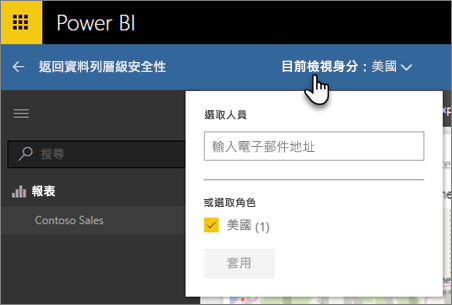 Power BI
返回資料列層級安全性
目前檢視身分：美國
選取人員
搜尋
輸入電子郵件地址
報表
Contoso Sales
或選取角色
美國 (1)
套用